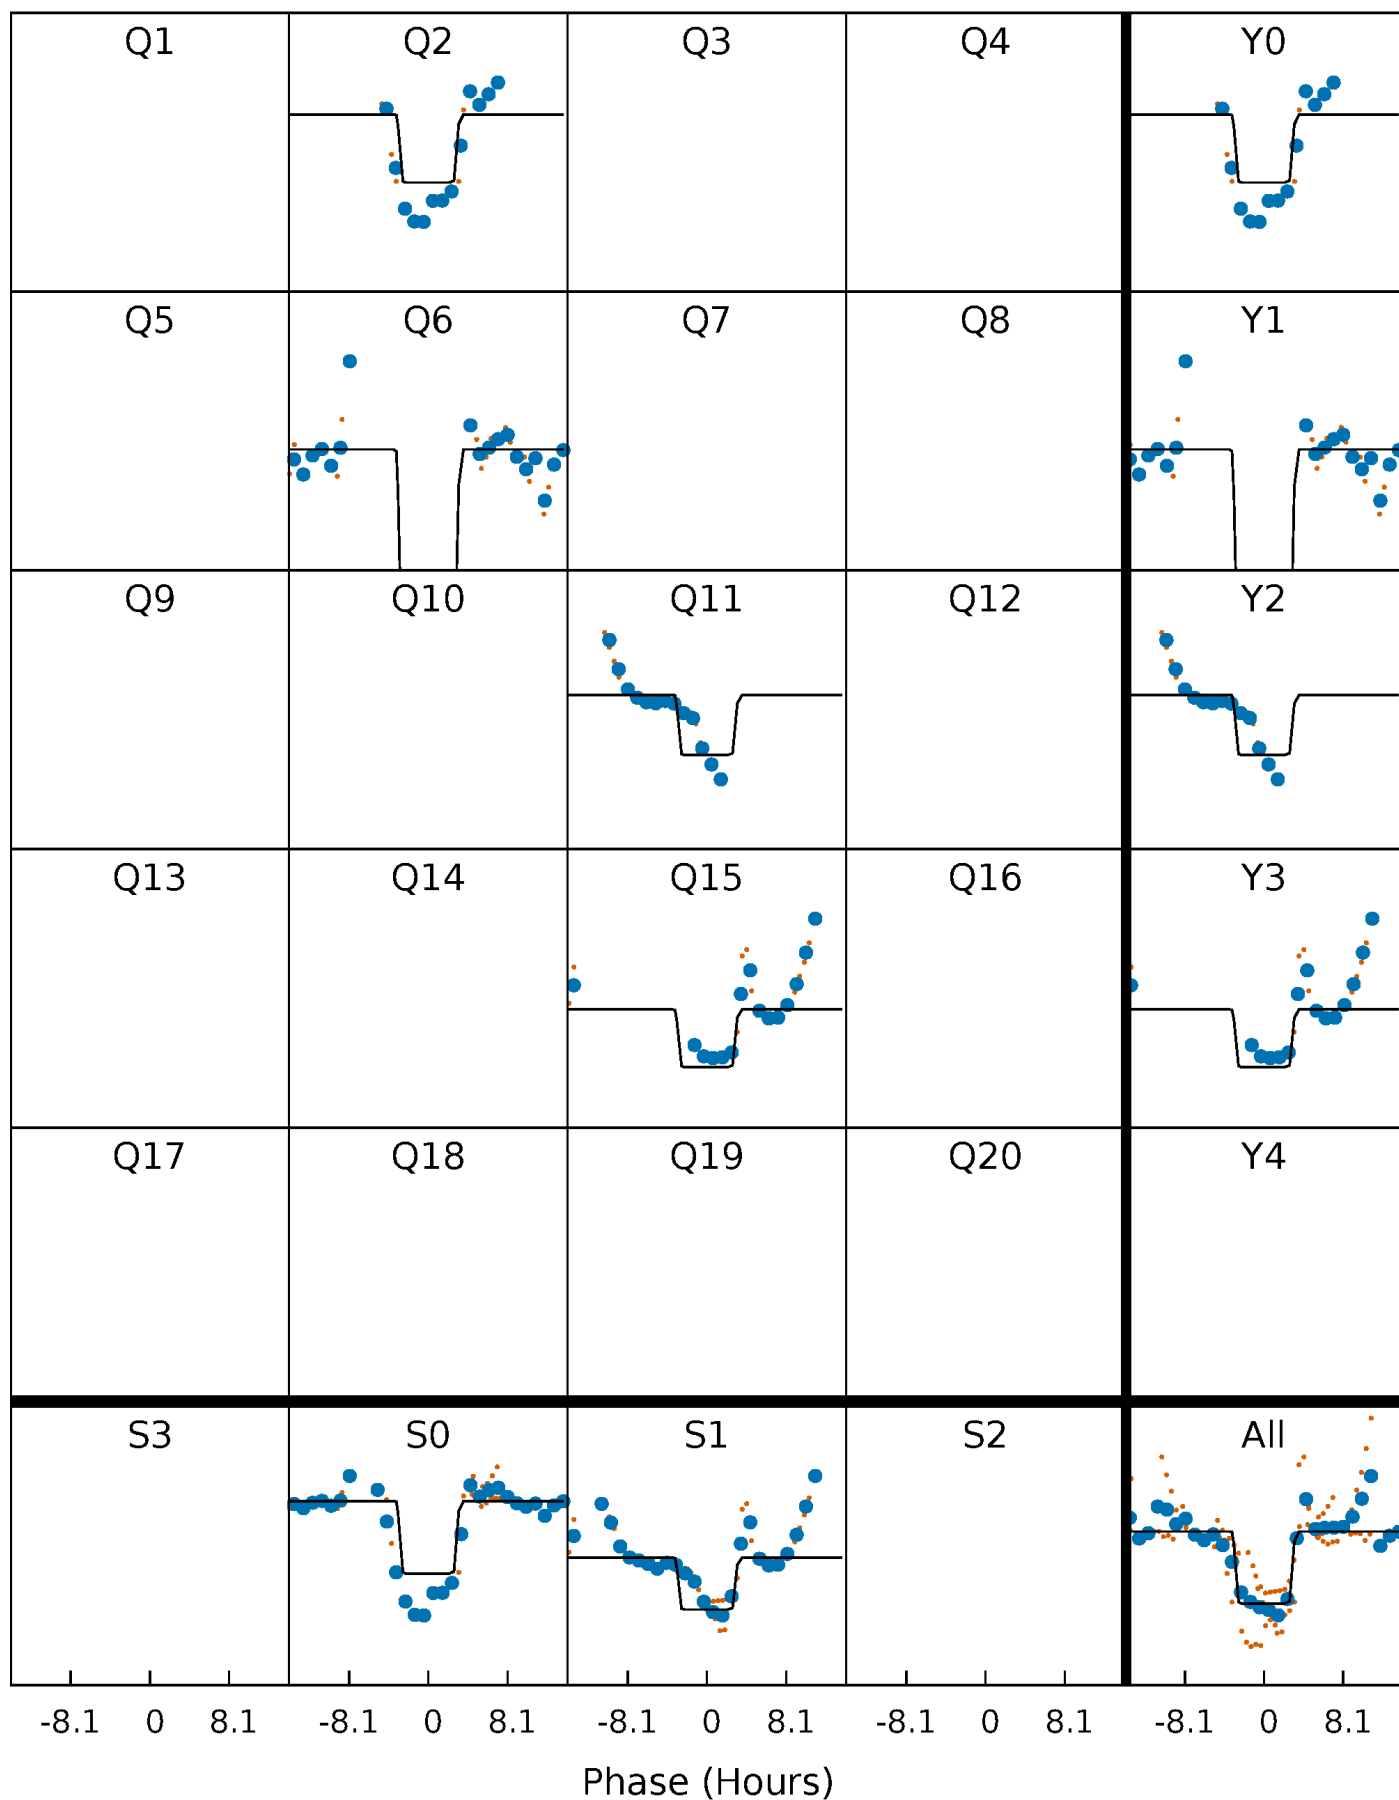 Q1 Q2 Q3 Q4 Y0
Q5 Q6 Q7 Q8 Y1
Q9 Q10 Q11 Q12 Y2
Q13 Q14 Q15 Q16 Y3
Q17 Q18 Q19 Q20 Y4
S3 S0 S1 S2 All
-8.1 0 8.1 -8.1 0 8.1 -8.1 0 8.1 -8.1 0 8.1 -8.1 0 8.1
Phase (Hours)